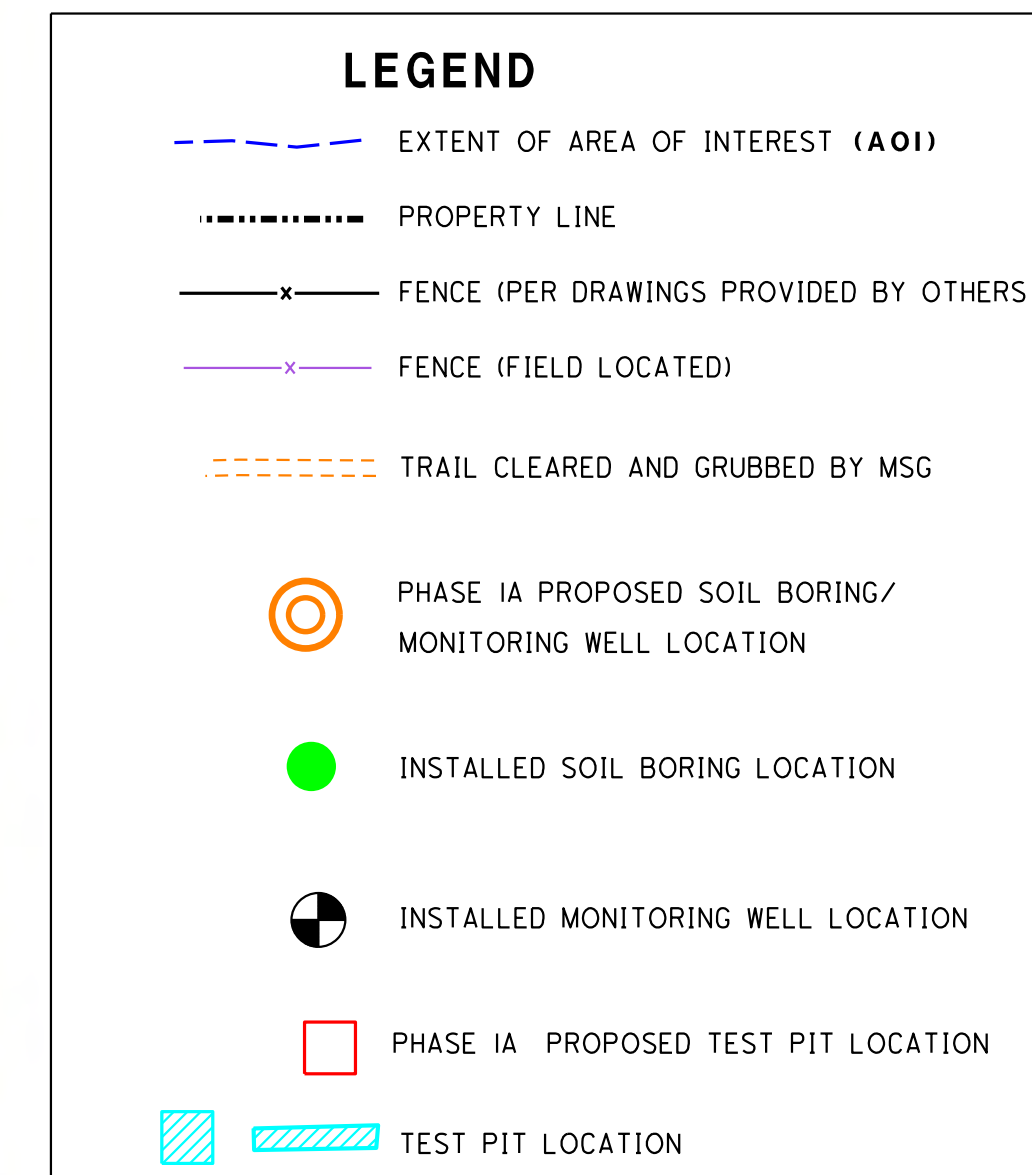 LEGEND
EXTENT OF AREA OF INTEREST (AOI)
PROPERTY LINE
FENCE (PER DRAWINGS PROVIDED BY OTHERS
FENCE (FIELD LOCATED)
TRAIL CLEARED AND GRUBBED BY MSG
PHASE IA PROPOSED SOIL BORING/
MONITORING WELL LOCATION
INSTALLED SOIL BORING LOCATION
INSTALLED MONITORING WELL LOCATION
PHASE IA PROPOSED TEST PIT LOCATION
TEST PIT LOCATION